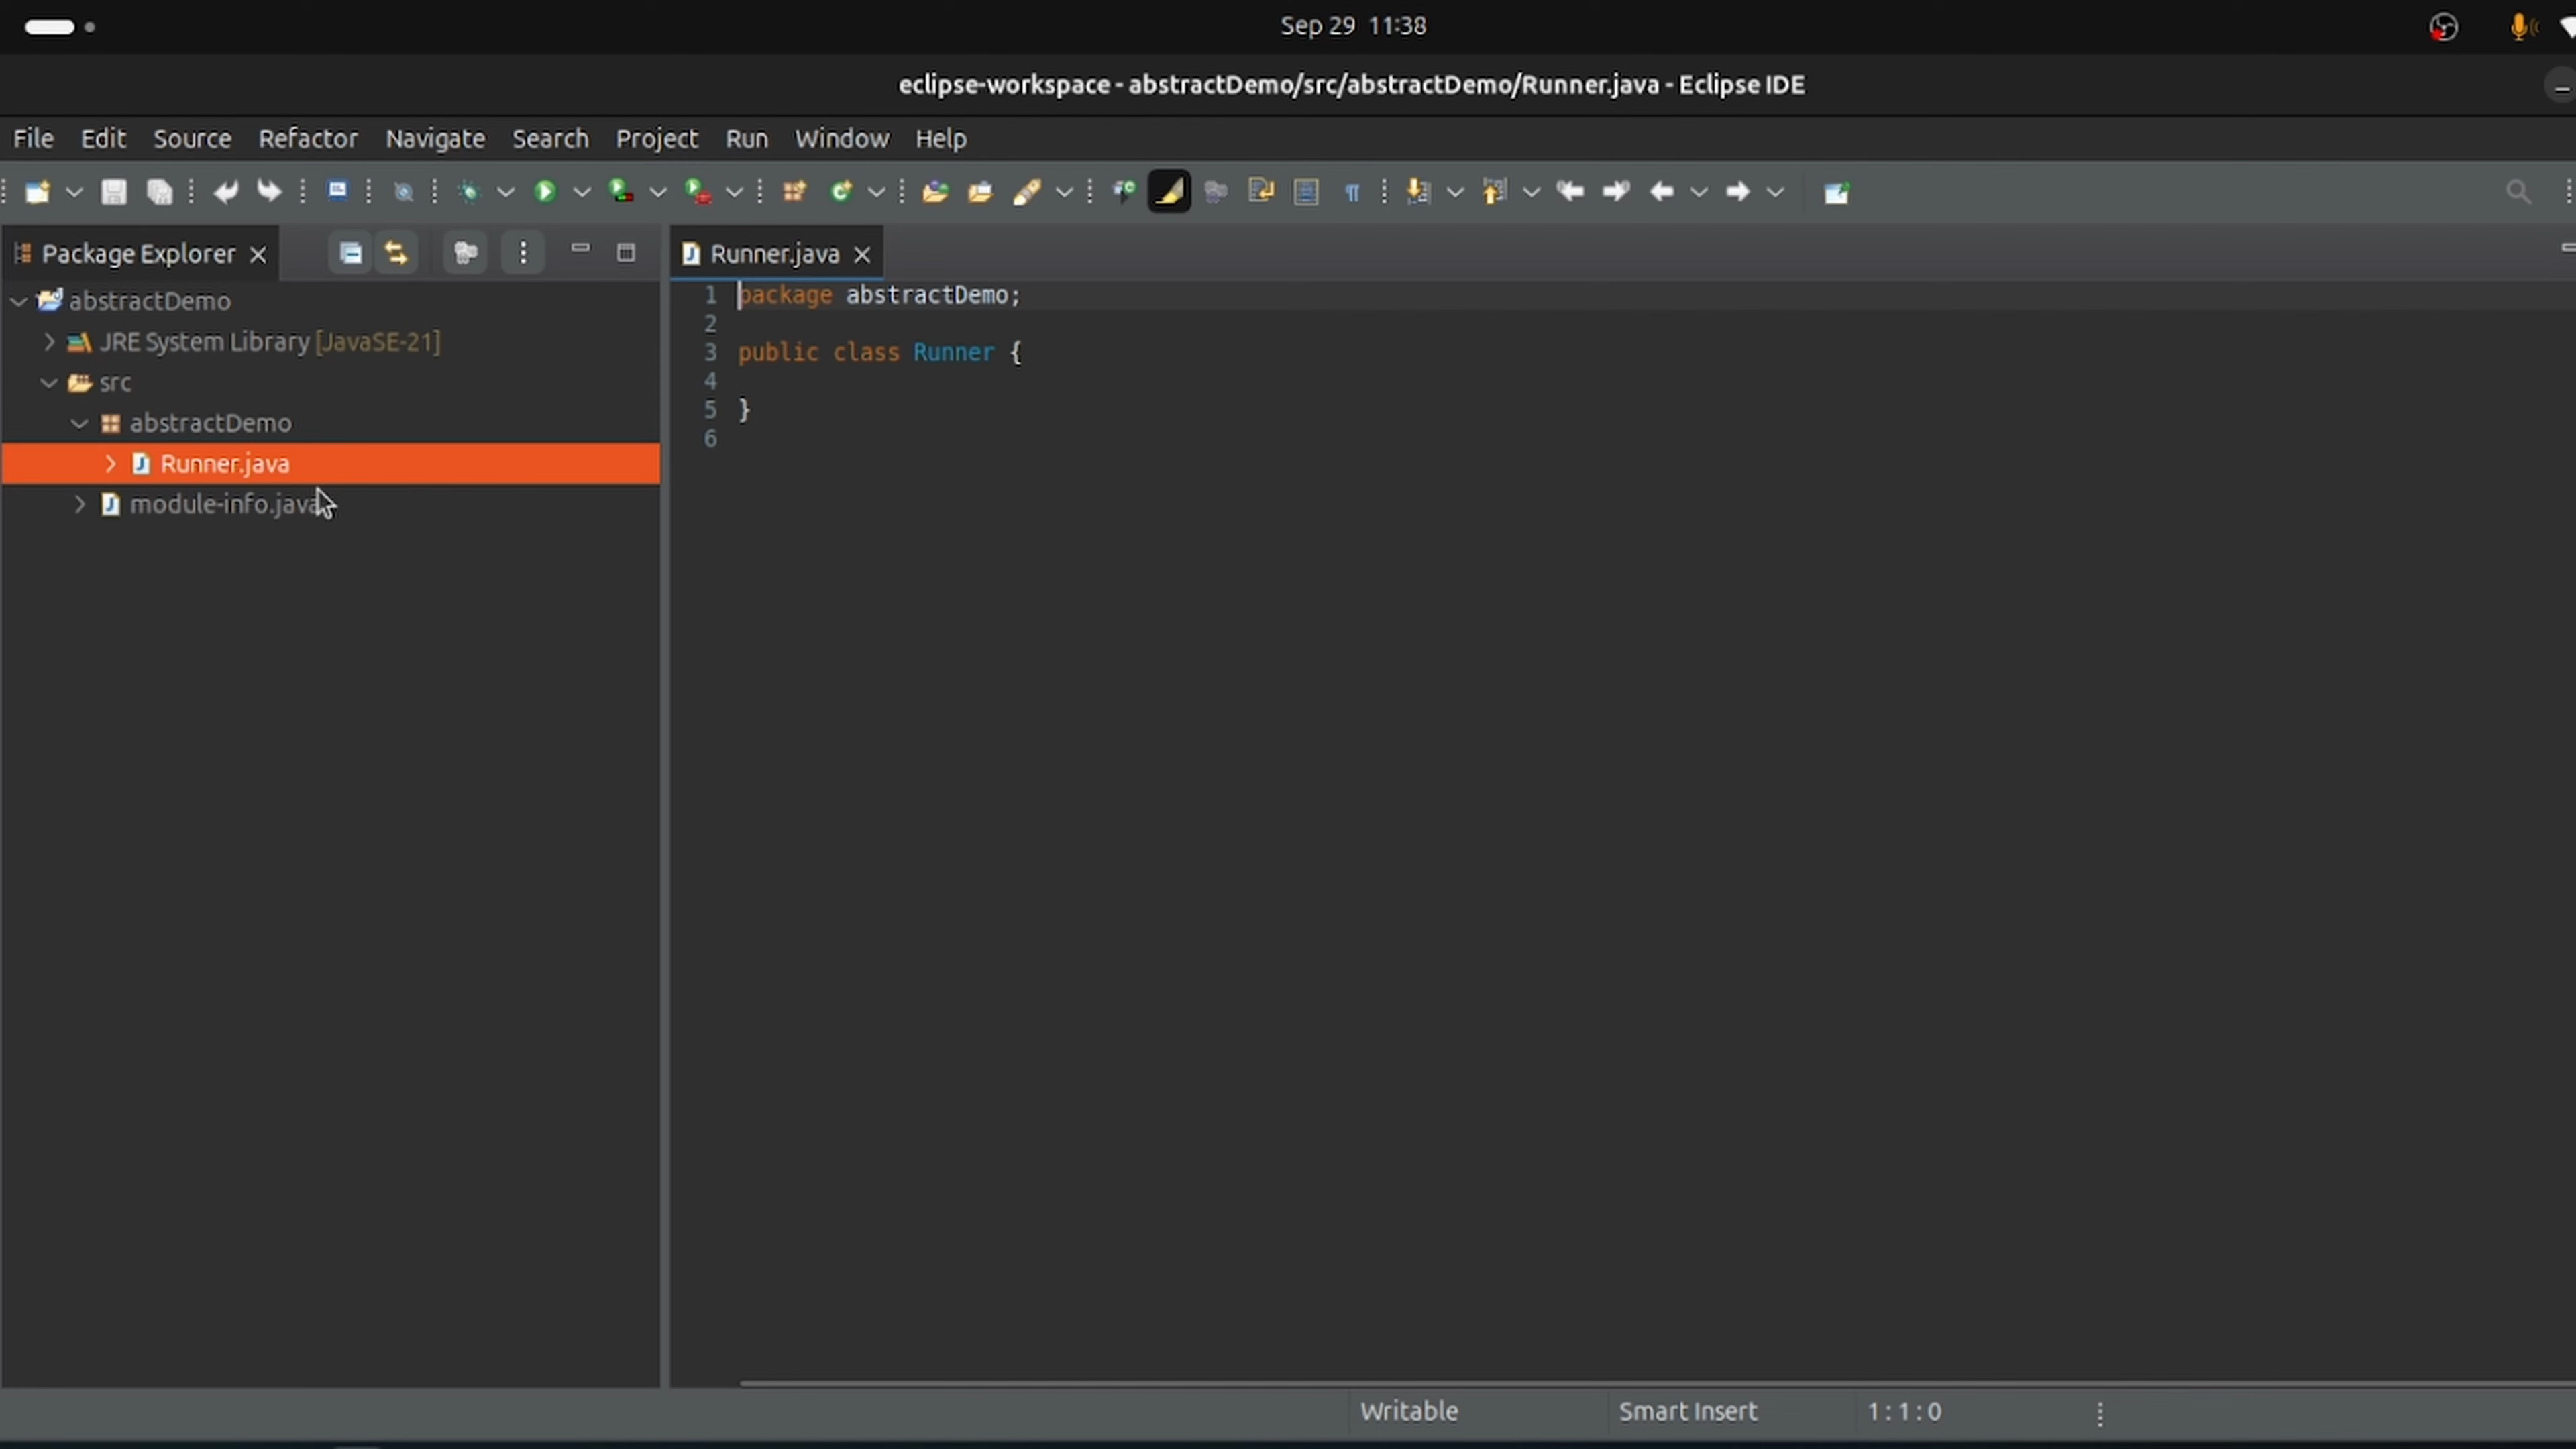 Sep 29 11:38
eclipse-workspace - abstractDemo/src/abstractDemo/Runner.java - Eclipse IDE
File Edit Source Refactor Navigate Search Project Run Window Help
Package Explorer
abstractDemo
JRE System Library [JavaSE-21]
src
abstractDemo
Runner.java
module-info.java
Runner.java
1 package abstractDemo;
2
3 public class Runner {
4
5 }
6
Writable Smart Insert 1 : 1 : 0